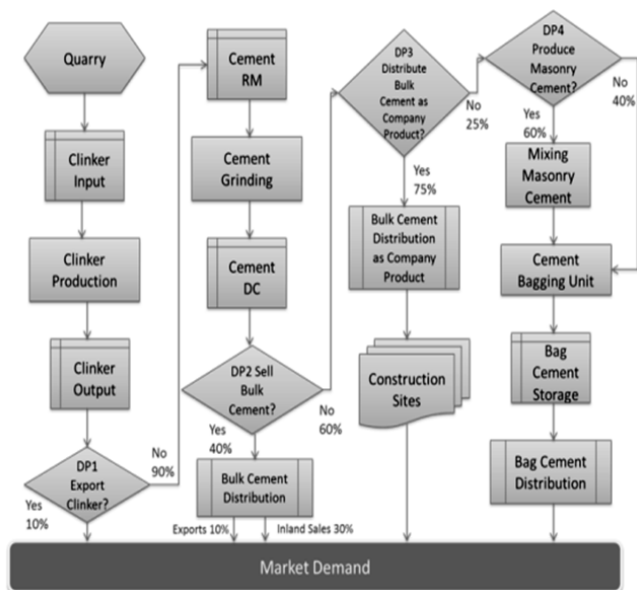 Quarry
Clinker
Input
Clinker
Production
Clinker
Output
DP1
Export
Clinker?
Yes
10%
No
90%
Cement
RM
Cement
Grinding
Cement
DC
DP2 Sell
Bulk
Cement?
Yes
40%
No
60%
Bulk Cement
Distribution
Exports 10%
Inland Sales 30%
DP3
Distribute
Bulk
Cement as
Company
Product?
No
25%
Yes
75%
Bulk Cement
Distribution
as Company
Product
Construction
Sites
DP4
Produce
Masonry
Cement?
No
40%
Yes
60%
Mixing
Masonry
Cement
Cement
Bagging Unit
Bag
Cement
Storage
Bag Cement
Distribution
Market Demand